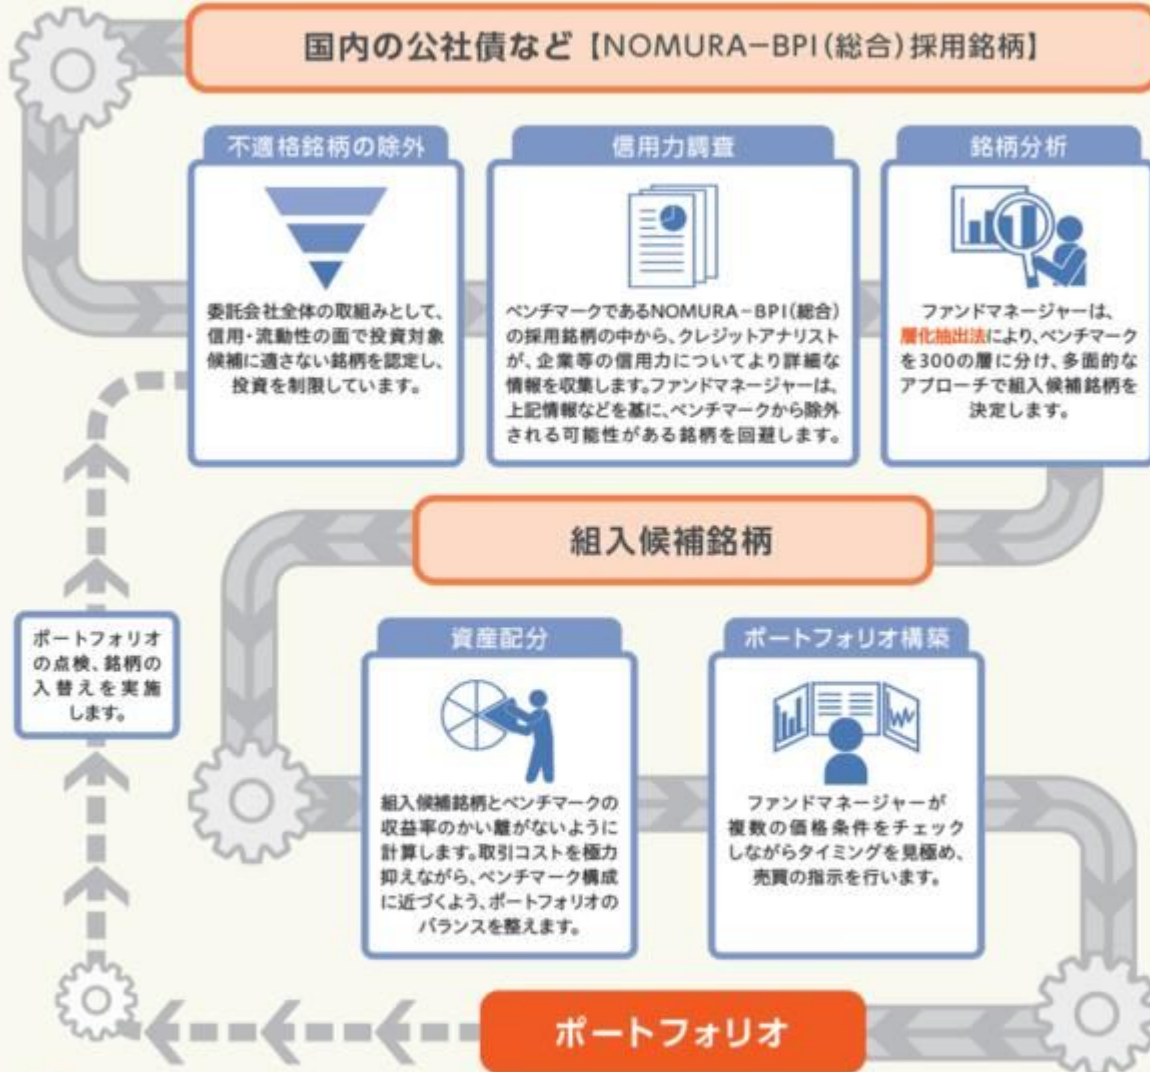 国内の公社債など【NOMURA-BPI(総合)採用銘柄】
不適格銘柄の除外
委託会社全体の取組みとして、
信用・流動性の面で投資対象
候補に適さない銘柄を認定し、
投資を制限しています。
信用力調査
ベンチマークであるNOMURA-BPI(総合)
の採用銘柄の中から、クレジットアナリスト
が、企業等の信用力についてより詳細な
情報を収集します。ファンドマネージャーは、
上記情報などを基に、ベンチマークから除外
される可能性がある銘柄を回避します。
銘柄分析
ファンドマネージャーは、
層化抽出法により、ベンチマーク
を300の層に分け、多面的な
アプローチで組入候補銘柄を
決定します。
組入候補銘柄
ポートフォリオ
の点検、銘柄の
入替えを実施
します。
資産配分
組入候補銘柄とベンチマークの
収益率のかい離がないように
計算します。取引コストを極力
抑えながら、ベンチマーク構成
に近づくよう、ポートフォリオの
バランスを整えます。
ポートフォリオ構築
ファンドマネージャーが
複数の価格条件をチェック
しながらタイミングを見極め、
売買の指示を行います。
ポートフォリオ